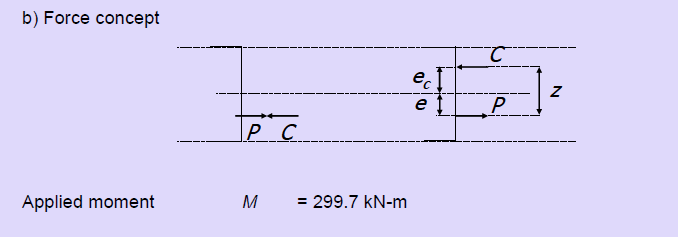 b) Force concept
C
e_c
z
e
P
P C
Applied moment M = 299.7 kN-m